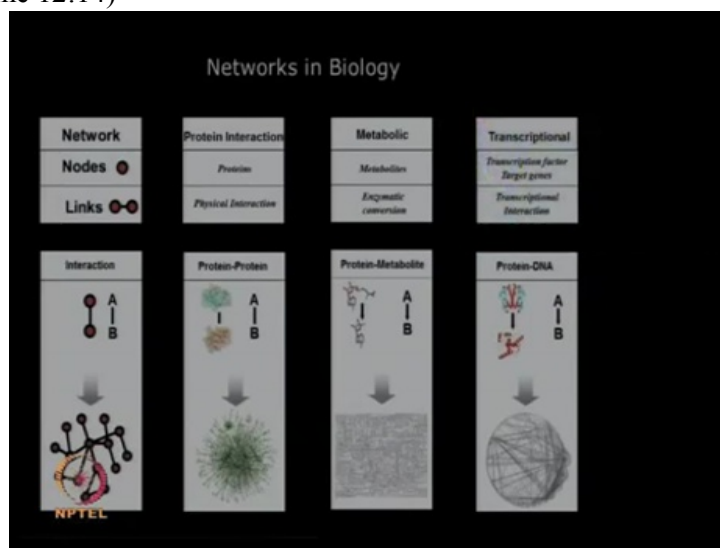 Networks in Biology
Network
Nodes
Links
Protein Interaction
Proteins
Physical Interaction
Metabolic
Metabolites
Enzymatic
conversion
Transcriptional
Transcription factor
Target genes
Transcriptional
Interaction
Interaction
A
B
Protein-Protein
A
B
Protein-Metabolite
A
B
Protein-DNA
A
B
NPTEL